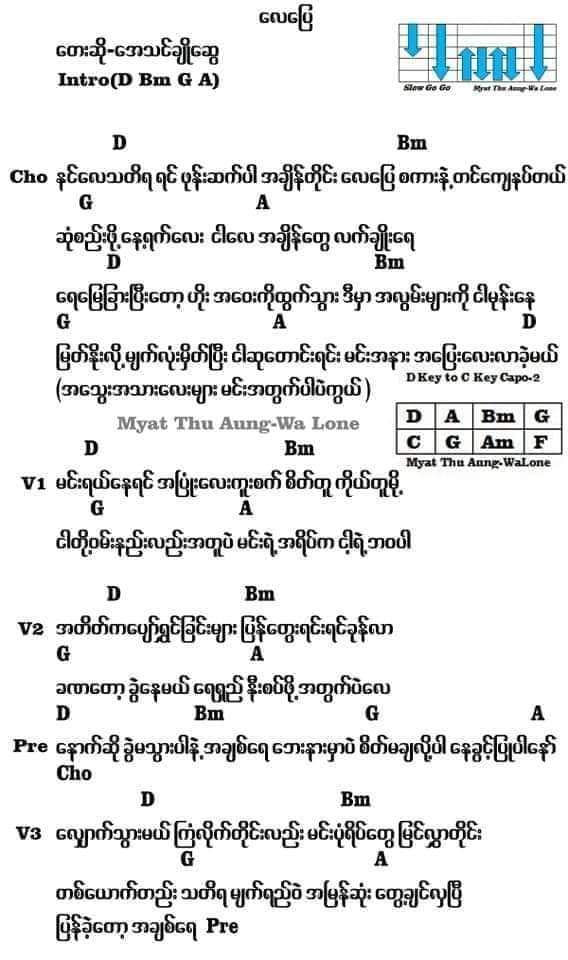 လေပြေ
တေးဆို-အေသင်ချိုဆွေ
Intro(D Bm G A)
Slow Go Go Myat Thu Aung-Wa Lone
D Bm
Cho နင်လေသတိရ ရင် ဖုန်းဆက်ပါ အချိန်တိုင်း လေပြေ စကားနဲ့ တင်ကျေနပ်တယ်
G A
ဆုံစည်းဖို့ နေ့ရက်လေး ငါလေ အချိန်တွေ လက်ချိုးရေ
D Bm
ရေမြေခြားပြီးတော့ ဟိုး အဝေးကိုထွက်သွား ဒီမှာ အလွမ်းများကို ငါမုန်းနေ
G A D
မြတ်နိုးလို့ မျက်လုံးမှိတ်ပြီး ငါဆုတောင်းရင်း မင်းအနား အပြေးလေးလာခဲ့မယ်
(အသွေးအသားလေးများ မင်းအတွက်ပါပဲကွယ် )
D Key to C Key Capo-2
Myat Thu Aung-Wa Lone
D A Bm G
C G Am F
Myat Thu Aung-WaLone
D Bm
V1 မင်းရယ်နေရင် အပြုံးလေးကူးစက် စိတ်တူ ကိုယ်တူမို့
G A
ငါတို့ဝမ်းနည်းလည်းအတူပဲ မင်းရဲ့ အရိပ်က ငါ့ရဲ့ ဘဝပါ
D Bm
V2 အတိတ်ကပျော်ရွှင်ခြင်းများ ပြန်တွေးရင်းရင်ခုန်လာ
G A
ခဏတော့ ခွဲနေမယ် ရေရှည် နီးစပ်ဖို့ အတွက်ပဲလေ
D Bm G A
Pre နောက်ဆို ခွဲမသွားပါနဲ့ အချစ်ရေ ဘေးနားမှာပဲ စိတ်မချလို့ပါ နေခွင့်ပြုပါနော်
Cho
D Bm
V3 လျှောက်သွားမယ် ကြံလိုက်တိုင်းလည်း မင်းပုံရိပ်တွေ မြင်လွှာတိုင်း
G A
တစ်ယောက်တည်း သတိရ မျက်ရည်ဝဲ အမြန်ဆုံး တွေ့ချင်လှပြီ
ပြန်ခဲ့တော့ အချစ်ရေ Pre